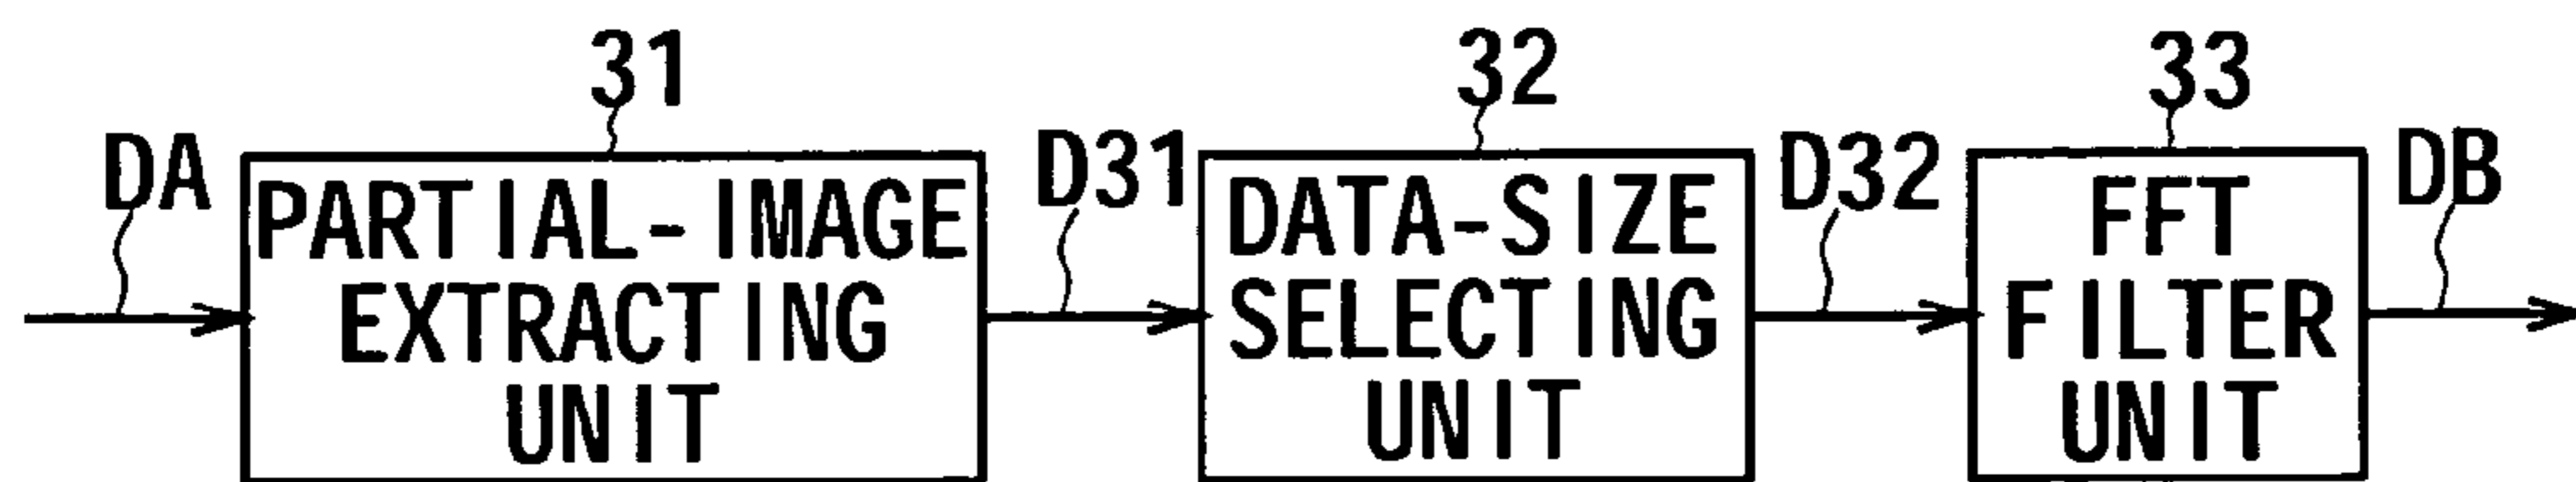 31
32
33
DA
D31
D32
DB
PARTIAL-IMAGE
EXTRACTING
UNIT
DATA-SIZE
SELECTING
UNIT
FFT
FILTER
UNIT